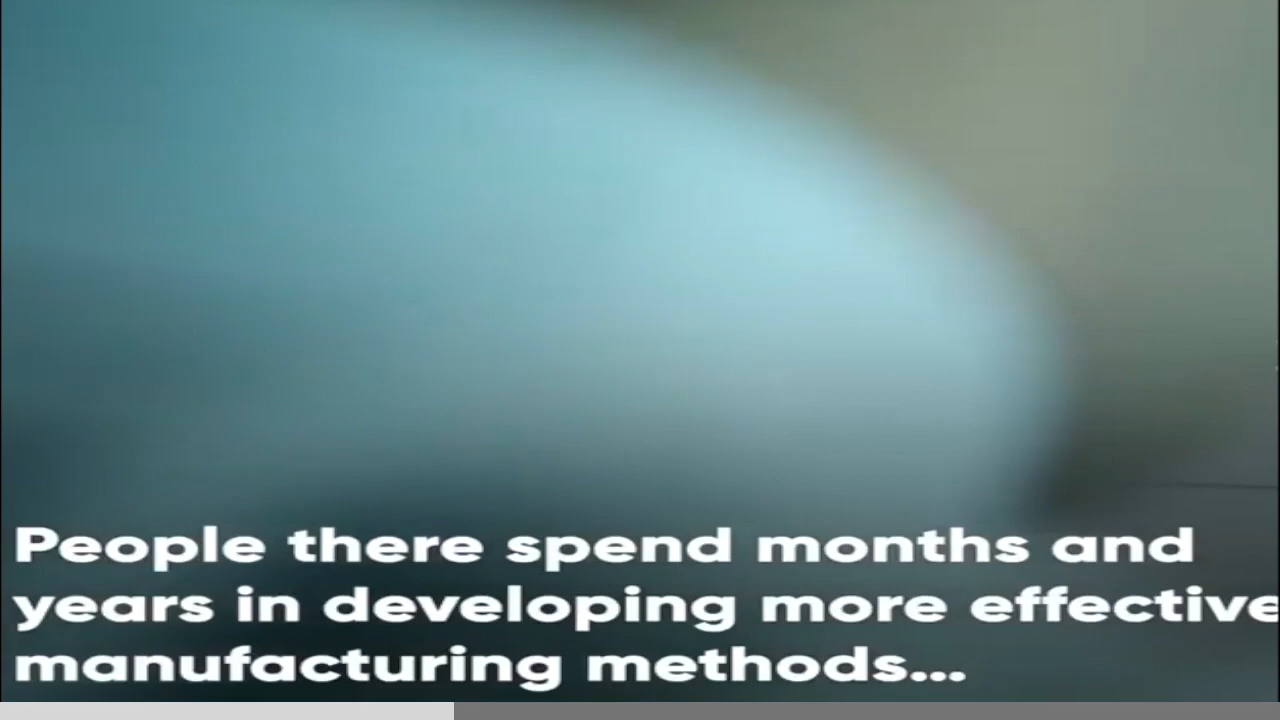 People there spend months and
years in developing more effective
manufacturing methods...